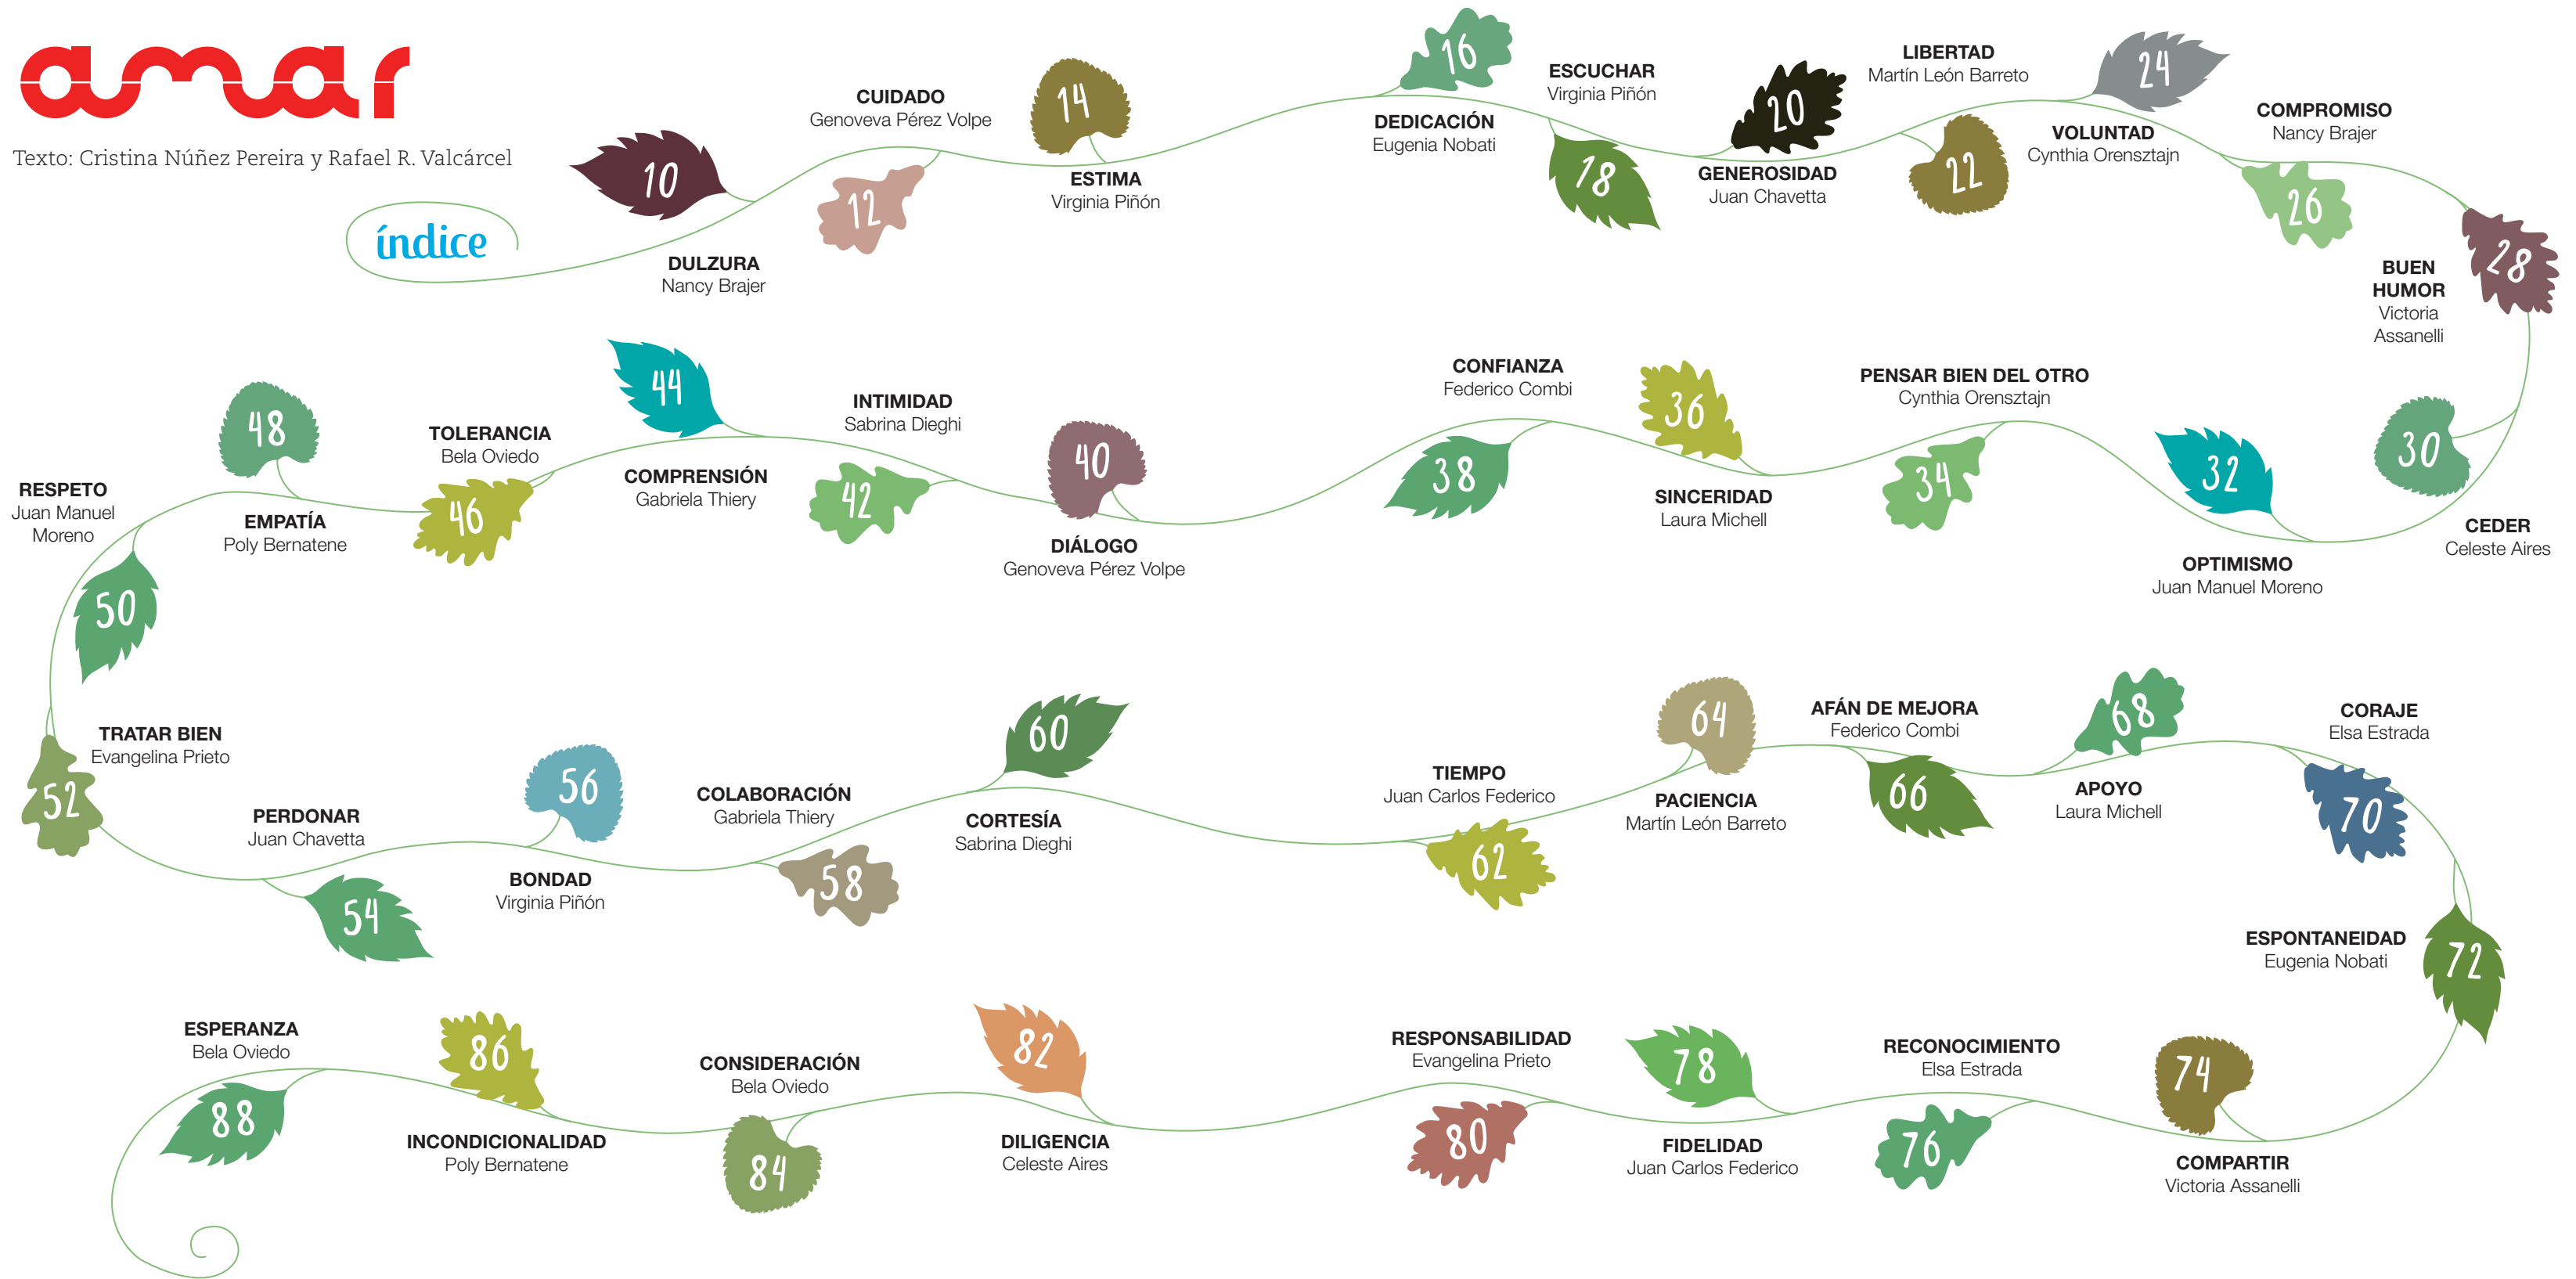 amar
Texto: Cristina Núñez Pereira y Rafael R. Valcárcel
índice
10
DULZURA
Nancy Brajer
CUIDADO
Genoveva Pérez Volpe
12
14
ESTIMA
Virginia Piñón
16
DEDICACIÓN
Eugenia Nobati
ESCUCHAR
Virginia Piñón
18
20
GENEROSIDAD
Juan Chavetta
LIBERTAD
Martín León Barreto
22
24
VOLUNTAD
Cynthia Orensztajn
COMPROMISO
Nancy Brajer
26
28
BUEN
HUMOR
Victoria
Assanelli
30
CEDER
Celeste Aires
32
OPTIMISMO
Juan Manuel Moreno
PENSAR BIEN DEL OTRO
Cynthia Orensztajn
34
36
SINCERIDAD
Laura Michell
CONFIANZA
Federico Combi
38
40
DIÁLOGO
Genoveva Pérez Volpe
INTIMIDAD
Sabrina Dieghi
42
44
COMPRENSIÓN
Gabriela Thiery
TOLERANCIA
Bela Oviedo
46
48
EMPATÍA
Poly Bernatene
RESPETO
Juan Manuel
Moreno
50
TRATAR BIEN
Evangelina Prieto
52
PERDONAR
Juan Chavetta
54
56
BONDAD
Virginia Piñón
COLABORACIÓN
Gabriela Thiery
58
60
CORTESÍA
Sabrina Dieghi
TIEMPO
Juan Carlos Federico
62
64
PACIENCIA
Martín León Barreto
AFÁN DE MEJORA
Federico Combi
66
68
APOYO
Laura Michell
CORAJE
Elsa Estrada
70
ESPONTANEIDAD
Eugenia Nobati
72
74
COMPARTIR
Victoria Assanelli
RECONOCIMIENTO
Elsa Estrada
76
78
FIDELIDAD
Juan Carlos Federico
RESPONSABILIDAD
Evangelina Prieto
80
82
DILIGENCIA
Celeste Aires
CONSIDERACIÓN
Bela Oviedo
84
86
INCONDICIONALIDAD
Poly Bernatene
ESPERANZA
Bela Oviedo
88